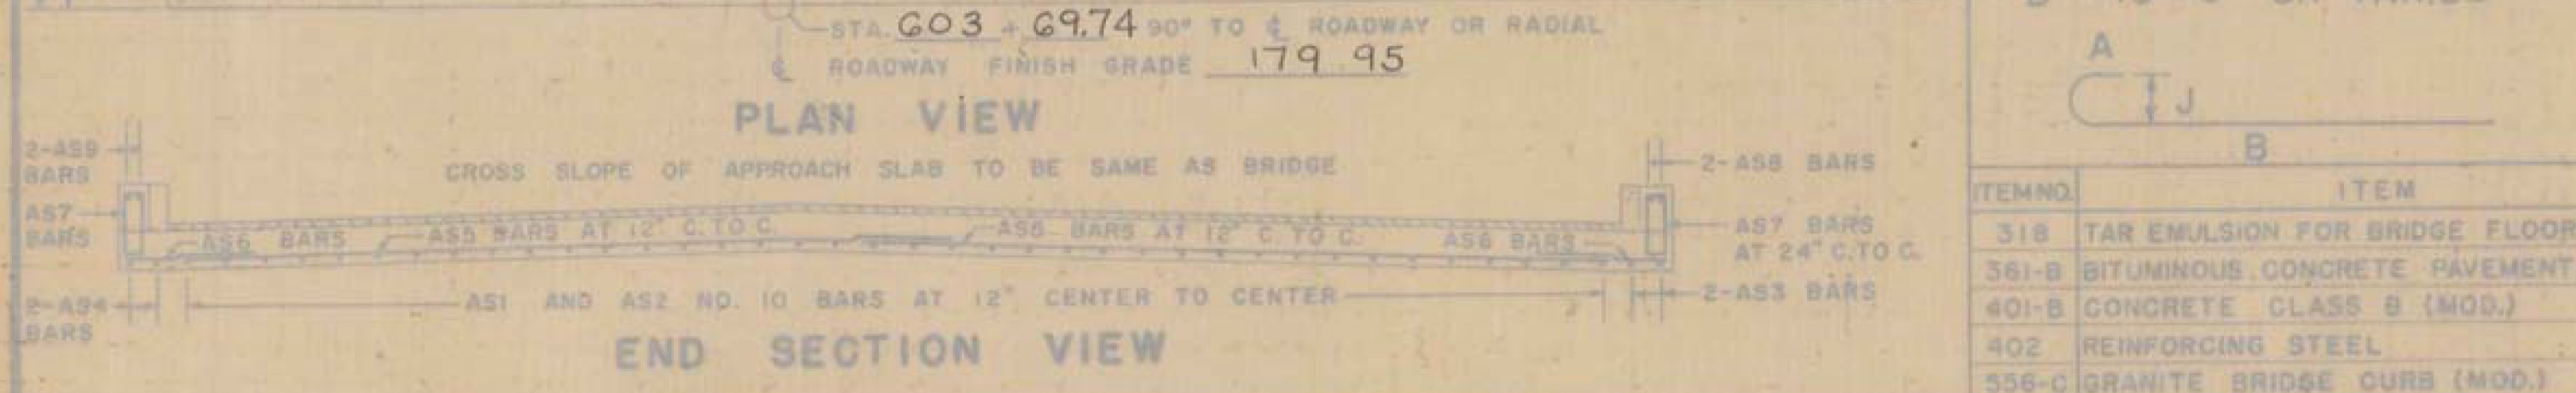 STA. 603 + 69.74 90° TO ℄ ROADWAY OR RADIAL
℄ ROADWAY FINISH GRADE 179.95
PLAN VIEW
CROSS SLOPE OF APPROACH SLAB TO BE SAME AS BRIDGE
2-AS9
BARS
AS7
BARS
AS6 BARS
AS5 BARS AT 12" C. TO C.
AS5 BARS AT 12" C. TO C.
AS6 BARS
2-AS8 BARS
AS7 BARS
AT 24" C. TO C.
2-AS4
BARS
AS1 AND AS2 NO. 10 BARS AT 12" CENTER TO CENTER
2-AS3 BARS
END SECTION VIEW
A
J
B
ITEM NO. ITEM
318 TAR EMULSION FOR BRIDGE FLOOR
361-B BITUMINOUS CONCRETE PAVEMENT
401-B CONCRETE CLASS B (MOD.)
402 REINFORCING STEEL
556-C GRANITE BRIDGE CURB (MOD.)